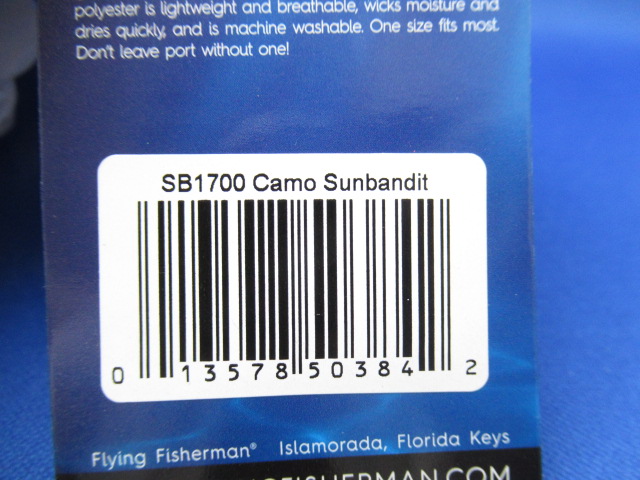 polyester is lightweight and breathable, wicks moisture and
dries quickly, and is machine washable. One size fits most.
Don't leave port without one!
SB1700 Camo Sunbandit
0 13578 50384 2
Flying Fisherman® Islamorada, Florida Keys